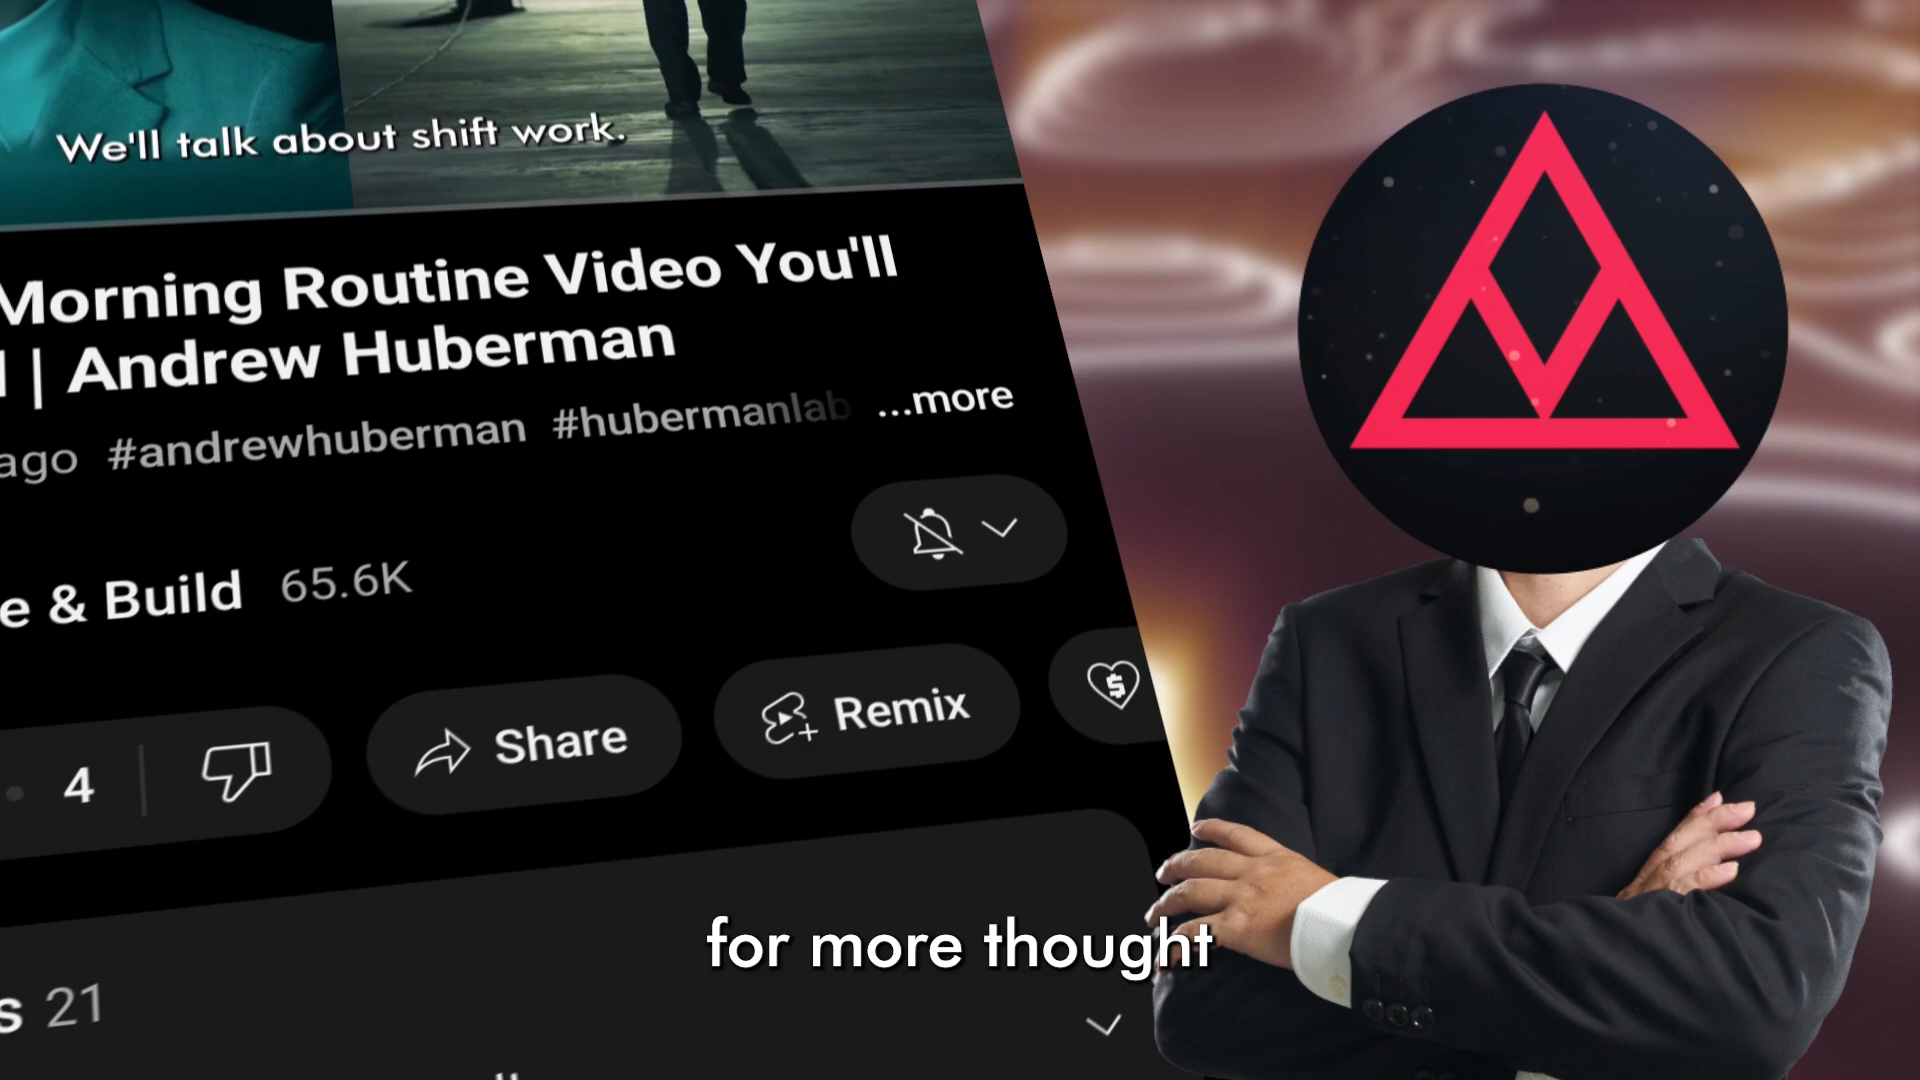 We'll talk about shift work.
Morning Routine Video You'll
| Andrew Huberman
ago #andrewhuberman #hubermanlab ...more
e & Build 65.6K
4
Share
Remix
s 21
for more thought